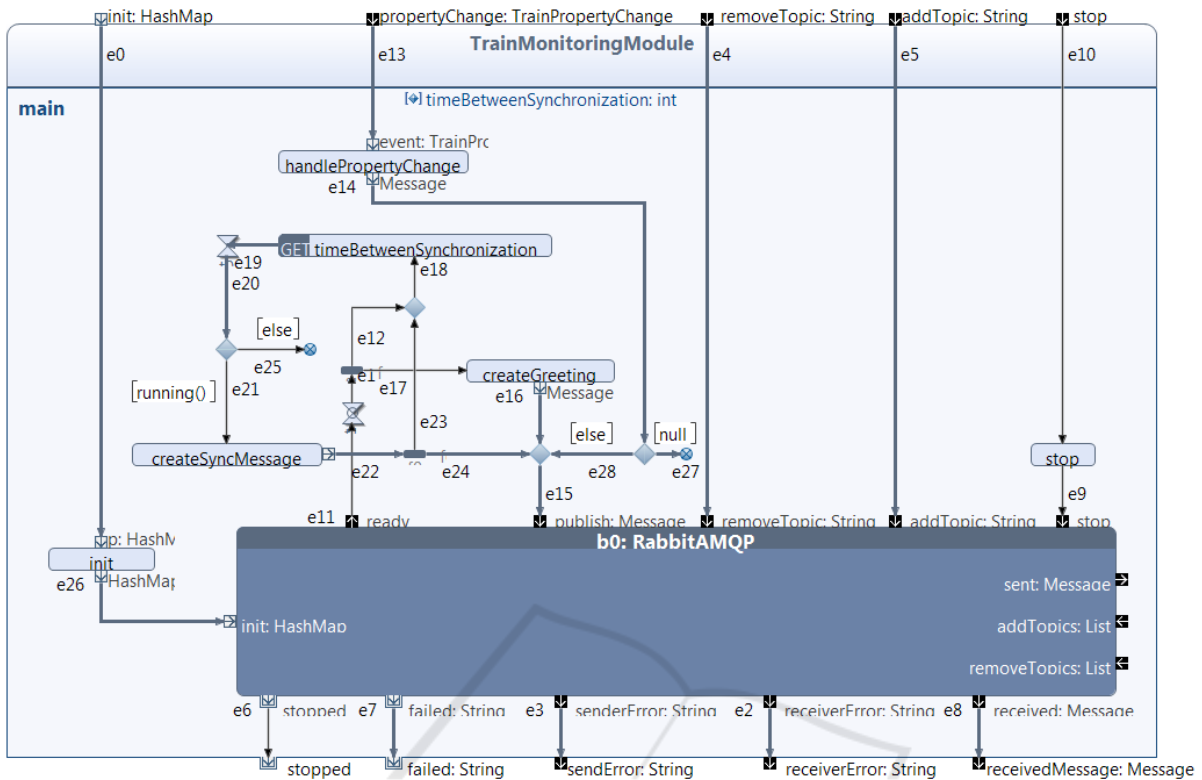 init: HashMap
propertyChange: TrainPropertyChange
removeTopic: String
addTopic: String
stop
TrainMonitoringModule
e0
e13
e4
e5
e10
main
timeBetweenSynchronization: int
event: TrainPrc
handlePropertyChange
e14
Message
GET timeBetweenSynchronization
e19
e18
e20
[else]
e12
e25
e21
e17
createGreeting
[running()]
e16
Message
e23
[else]
[null]
createSyncMessage
e22
e24
e28
e27
stop
e15
e9
e11
ready
publish: Message
removeTopic: String
addTopic: String
stop
p: HashM
b0: RabbitAMQP
init
e26
HashMap
sent: Message
init: HashMap
addTopics: List
removeTopics: List
e6
stopped
e7
failed: String
e3
senderError: String
e2
receiverError: String
e8
received: Message
stopped
failed: String
sendError: String
receiverError: String
receivedMessage: Message